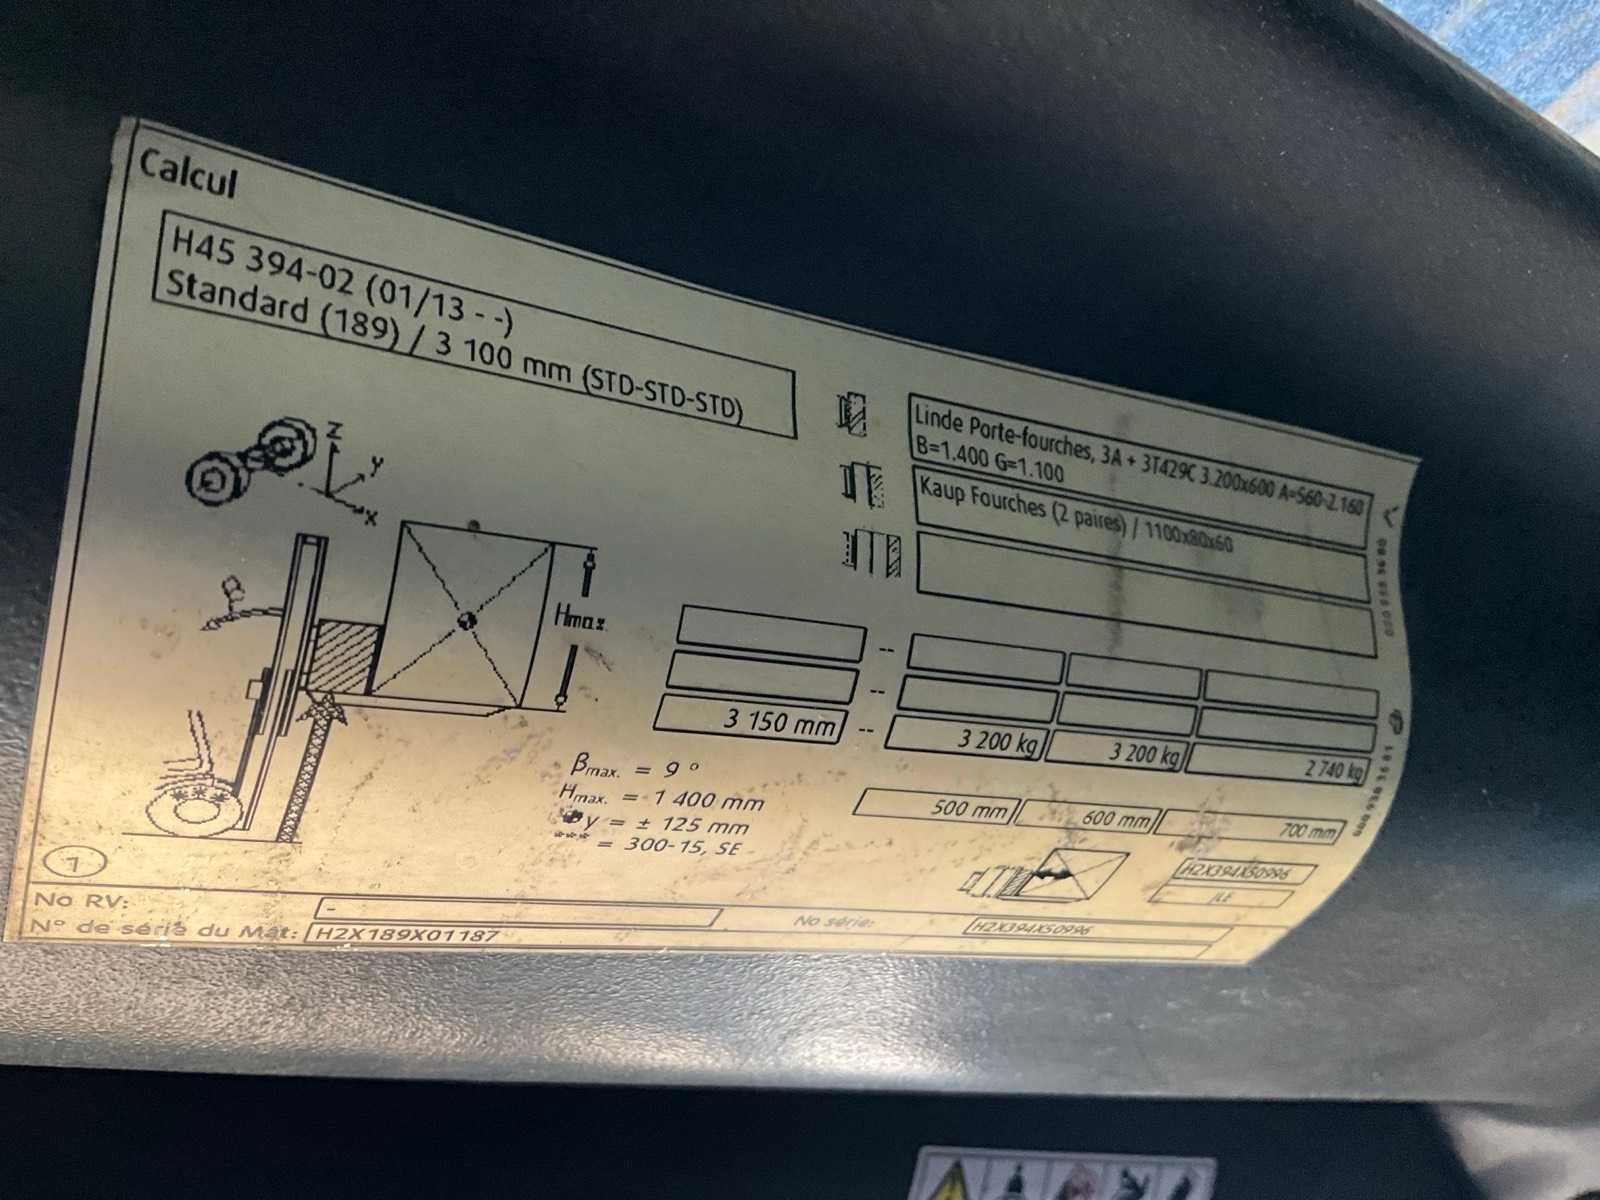 Calcul
H45 394-02 (01/13 - -)
Standard (189) / 3 100 mm (STD-STD-STD)
Linde Porte-fourches, 3A + 3T429C 3.200x600 A=560-2.160
B=1.400 G=1.100
Kaup Fourches (2 paires) / 1100x80x60
z
y
x
Hmax.
--
--
3 150 mm -- 3 200 kg 3 200 kg 2 740 kg
500 mm 600 mm 700 mm
βmax. = 9 °
Hmax. = 1 400 mm
y = ± 125 mm
*** = 300-15, SE
H2X394X50996
JLE
1
No RV: -
N° de série du Mât: H2X189X01187
No série: H2X394X50996